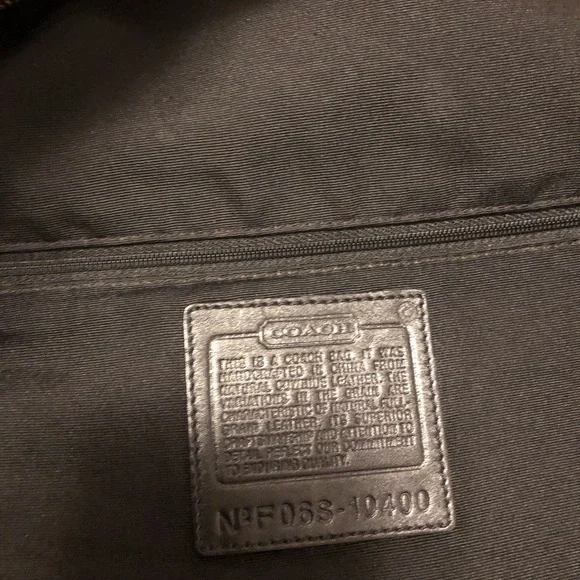 COACH
THIS IS A COACH BAG. IT WAS
HANDCRAFTED IN CHINA FROM
NATURAL COWHIDE LEATHER. THE
VARIATIONS IN THE GRAIN ARE
CHARACTERISTIC OF NATURAL FULL-
GRAIN LEATHER. ITS SUPERIOR
CRAFTSMANSHIP AND ATTENTION TO
DETAIL REFLECT OUR COMMITMENT
TO ENDURING QUALITY.
Nº F06S-10400